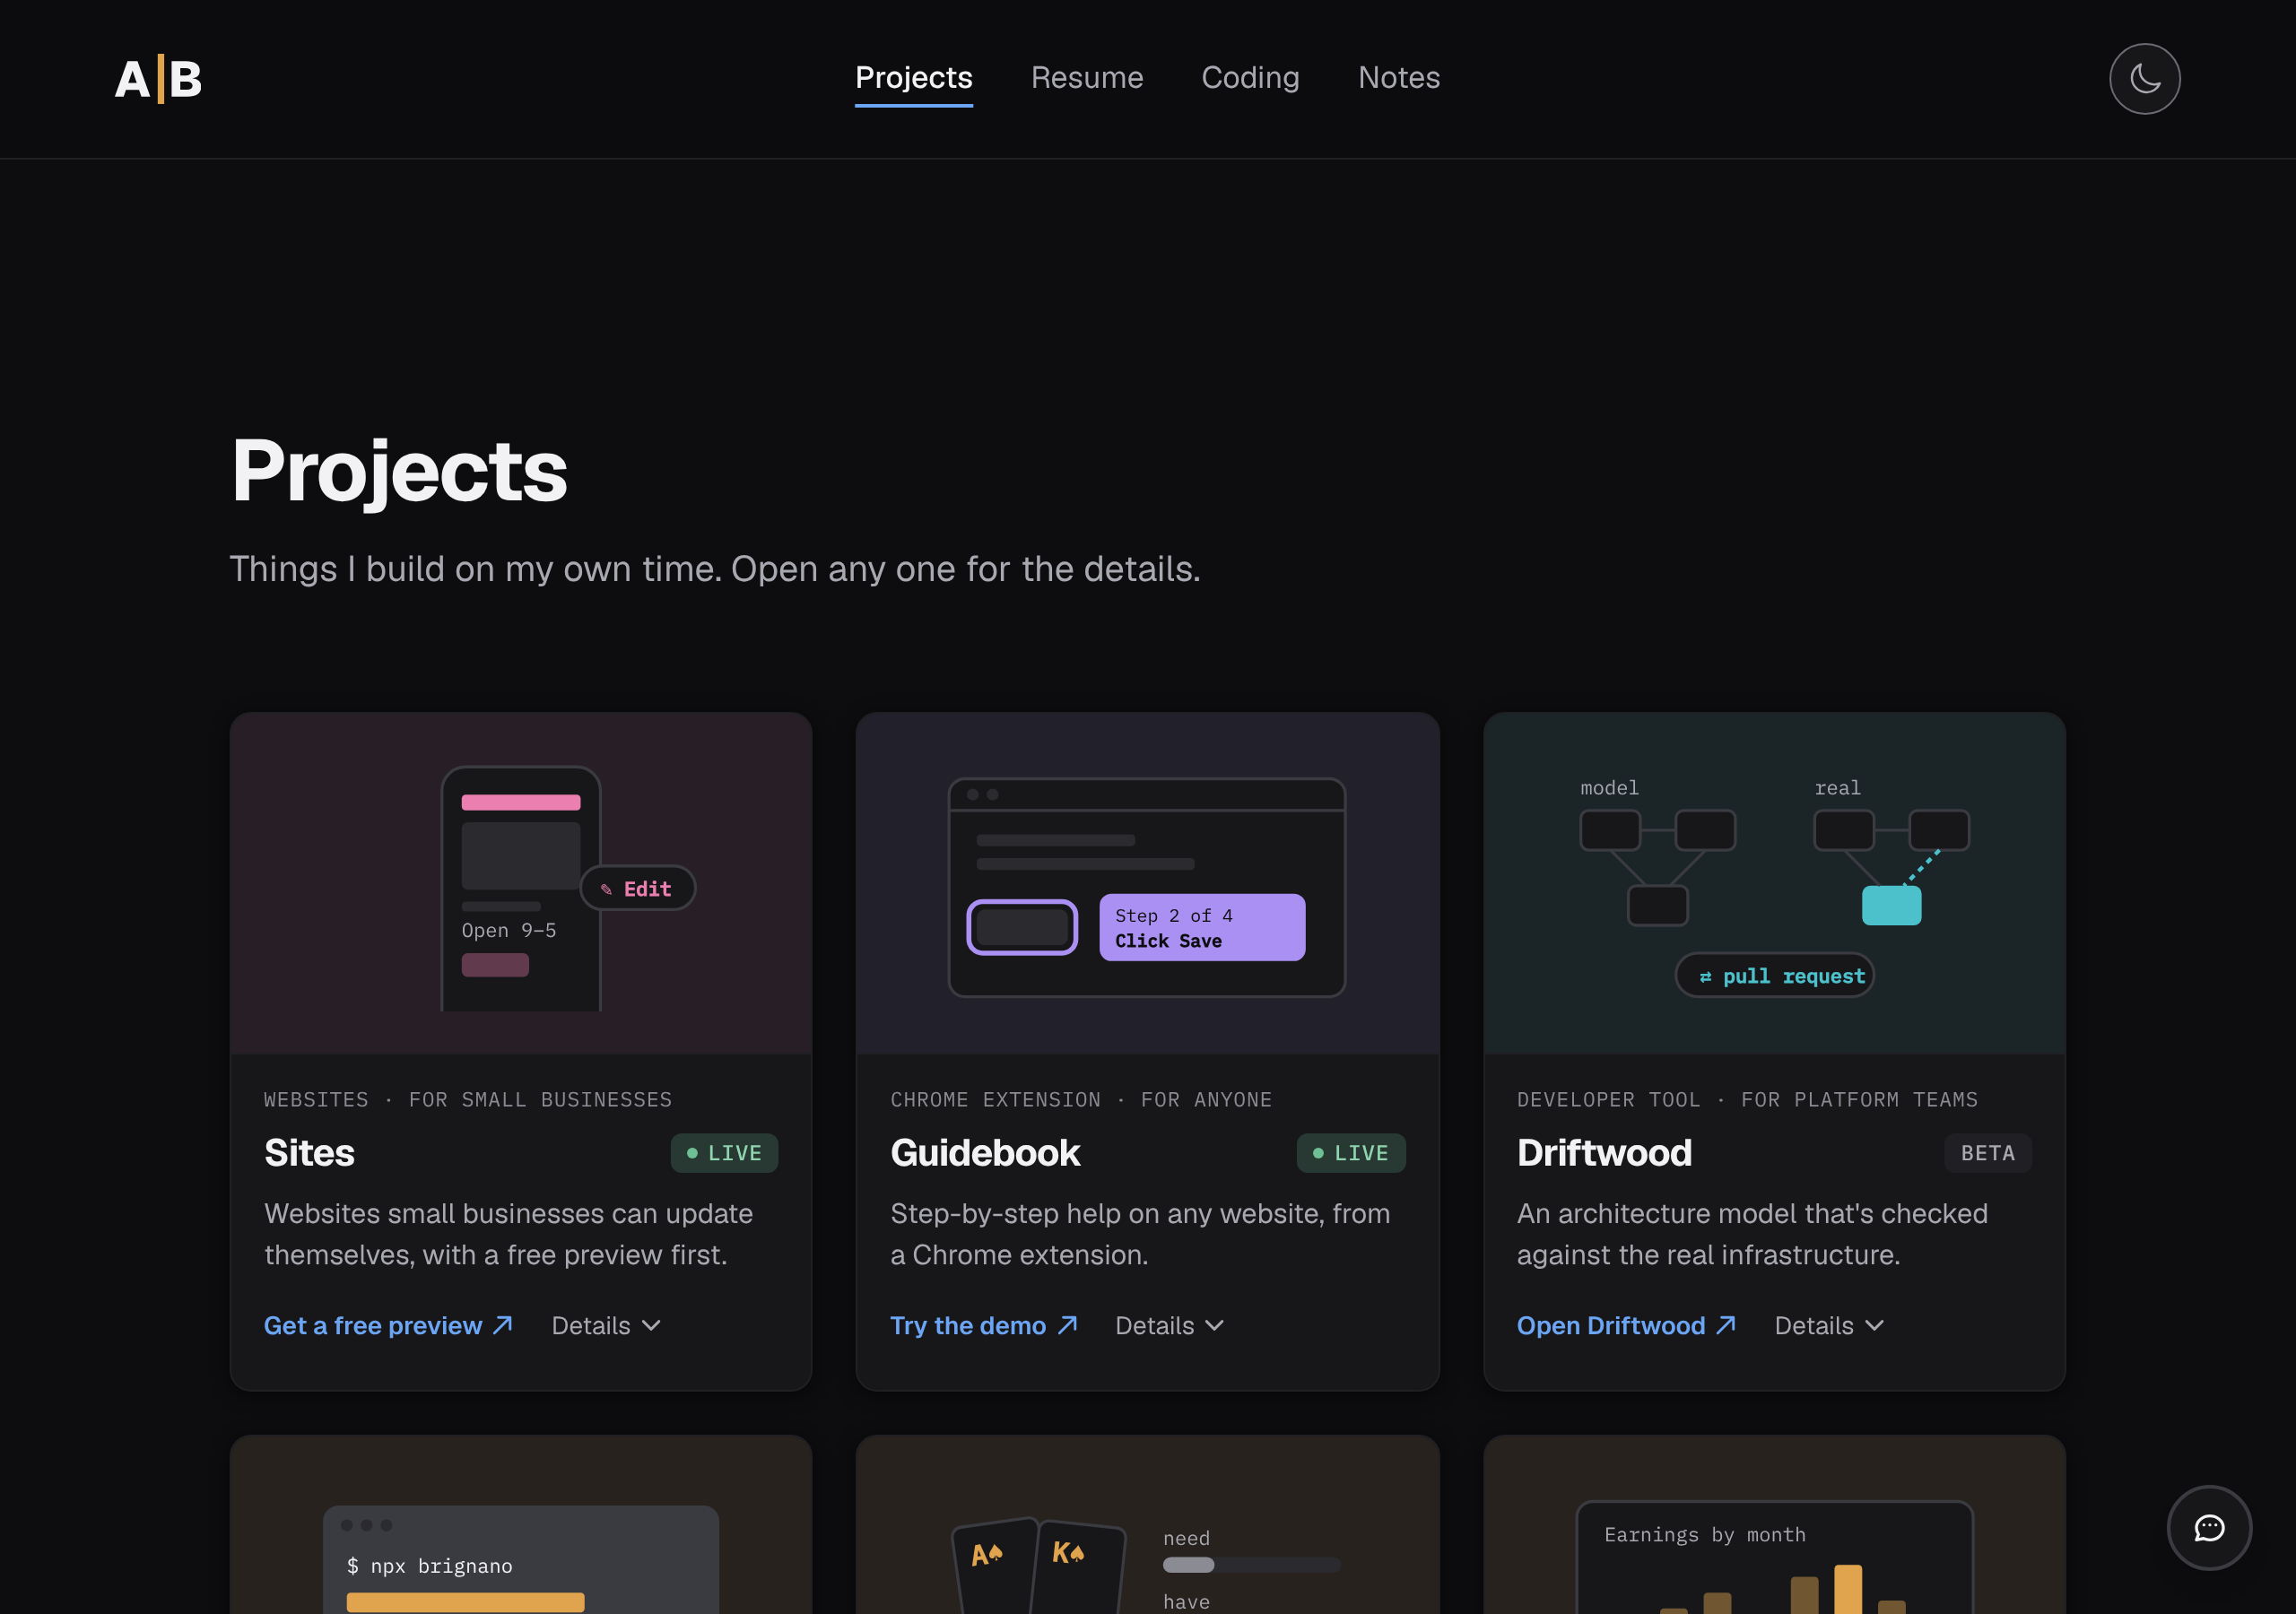 A|B
Projects Resume Coding Notes
Projects
Things I build on my own time. Open any one for the details.
✎ Edit
Open 9–5
WEBSITES · FOR SMALL BUSINESSES
Sites
LIVE
Websites small businesses can update
themselves, with a free preview first.
Get a free preview ↗ Details
Step 2 of 4
Click Save
CHROME EXTENSION · FOR ANYONE
Guidebook
LIVE
Step-by-step help on any website, from
a Chrome extension.
Try the demo ↗ Details
model real
⇄ pull request
DEVELOPER TOOL · FOR PLATFORM TEAMS
Driftwood
BETA
An architecture model that's checked
against the real infrastructure.
Open Driftwood ↗ Details
$ npx brignano
A♠ K♠
need
have
Earnings by month